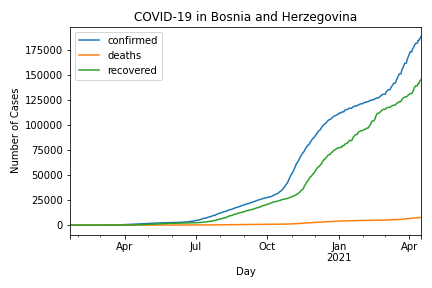 COVID-19 in Bosnia and Herzegovina
confirmed
deaths
recovered
Number of Cases
175000
150000
125000
100000
75000
50000
25000
0
Apr
Jul
Oct
Jan
2021
Apr
Day